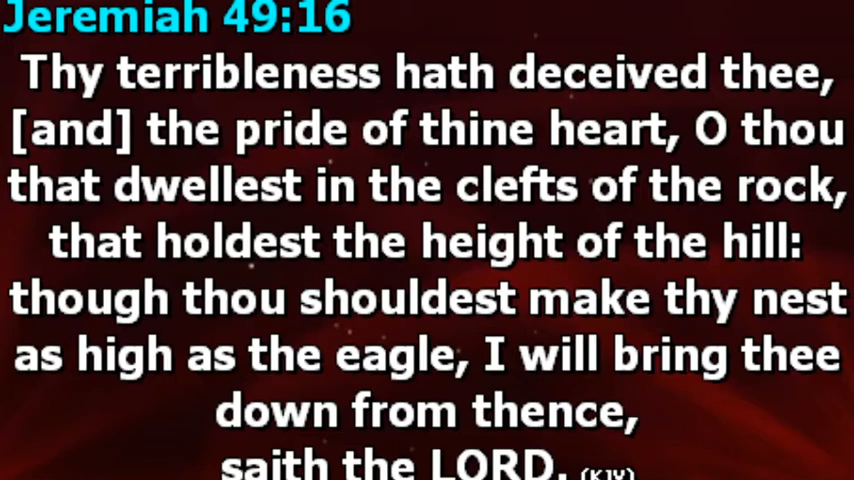 Jeremiah 49:16
Thy terribleness hath deceived thee,
[and] the pride of thine heart, O thou
that dwellest in the clefts of the rock,
that holdest the height of the hill:
though thou shouldest make thy nest
as high as the eagle, I will bring thee
down from thence,
saith the LORD. (KJV)